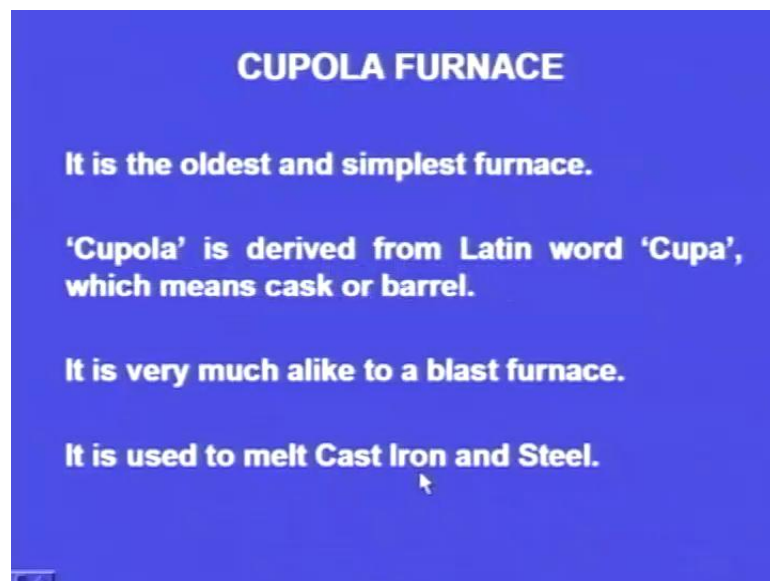 CUPOLA FURNACE
It is the oldest and simplest furnace.
‘Cupola’ is derived from Latin word ‘Cupa’,
which means cask or barrel.
It is very much alike to a blast furnace.
It is used to melt Cast Iron and Steel.